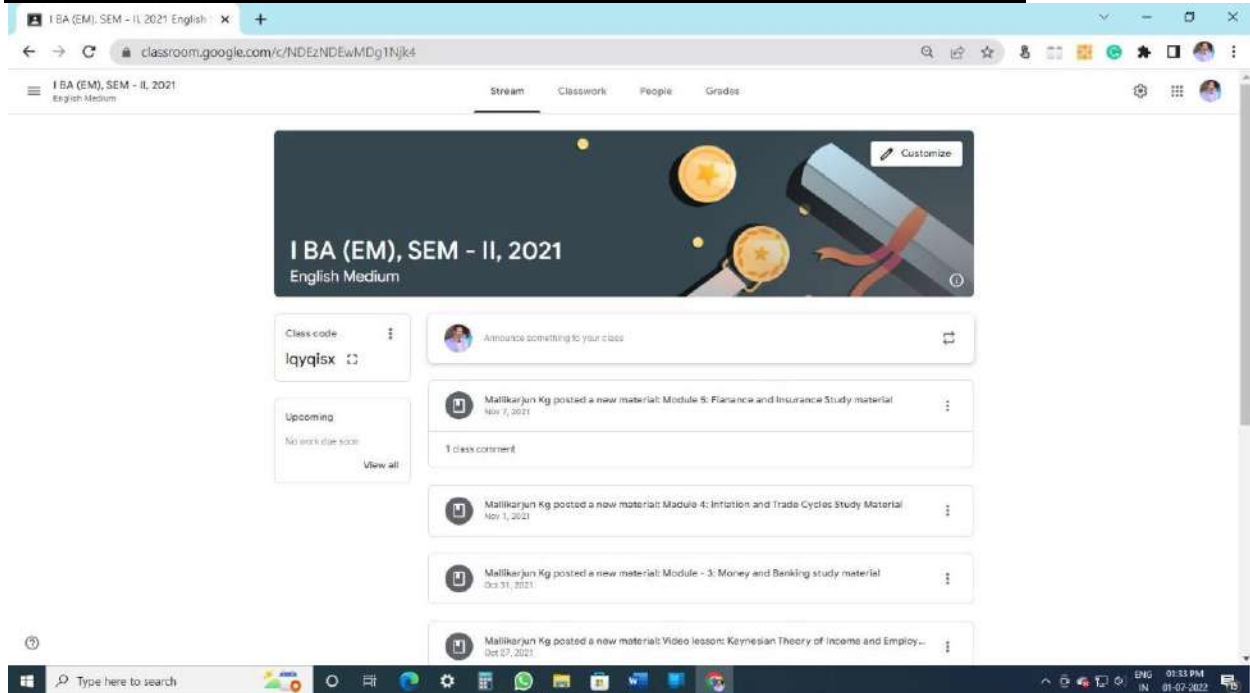 I BA (EM), SEM - II, 2021 English
classroom.google.com/c/NDEzNDEwMDg1Njk4
I BA (EM), SEM - II, 2021
English Medium
Stream Classwork People Grades
Customize
I BA (EM), SEM - II, 2021
English Medium
Class code
lqyqisx
Announce something to your class
Mallikarjun Kg posted a new material: Module 5: Fianance and Insurance Study material
Nov 7, 2021
Upcoming
No work due soon
View all
1 class comment
Mallikarjun Kg posted a new material: Madule 4: Inflation and Trade Cycles Study Material
Nov 1, 2021
Mallikarjun Kg posted a new material: Module - 3: Money and Banking study material
Oct 31, 2021
Mallikarjun Kg posted a new material: Video lesson: Keynesian Theory of Income and Employ...
Oct 27, 2021
Type here to search
ENG 01:33 PM
IN 01-07-2022